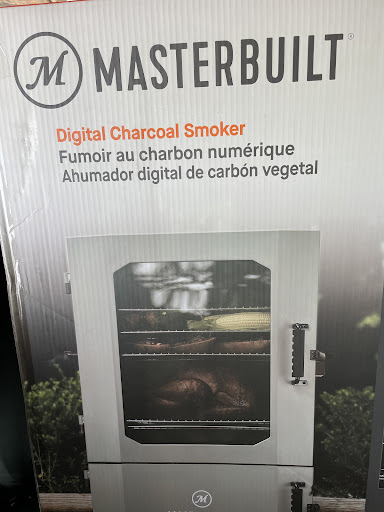 M MASTERBUILT®
Digital Charcoal Smoker
Fumoir au charbon numérique
Ahumador digital de carbón vegetal
M